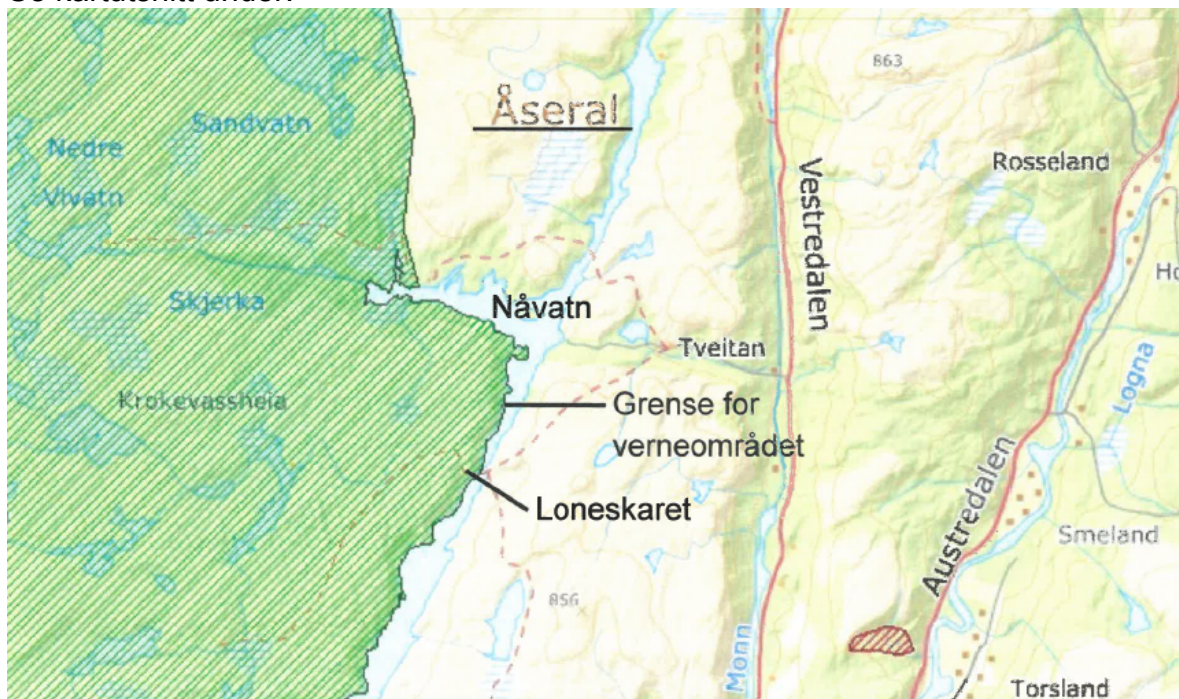 Åseral
863
Sandvatn
Nedre
Vivatn
Rosseland
Vestredalen
Skjerka
Nåvatn
Tveitan
Krokevassheia
Grense for
verneområdet
Logna
Loneskaret
Austredalen
Smeland
856
Monn
Torsland